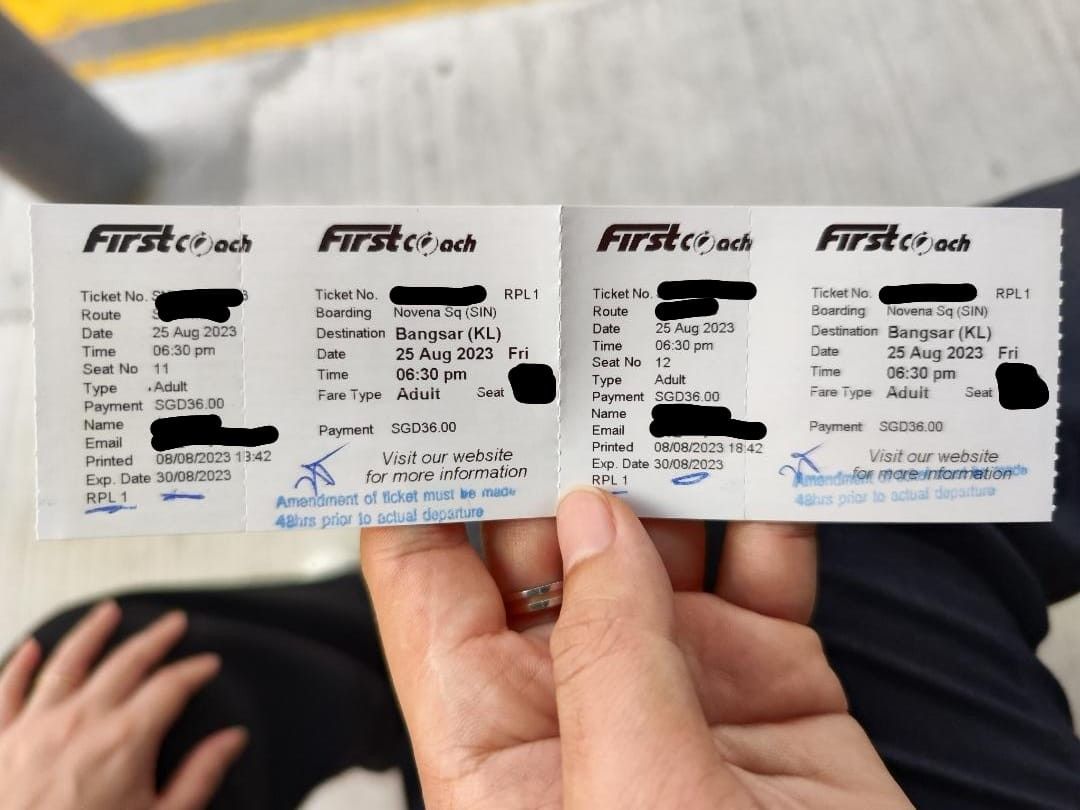 Firstcoach
Ticket No.
Route
Date 25 Aug 2023
Time 06:30 pm
Seat No 11
Type Adult
Payment SGD36.00
Name
Email
Printed 08/08/2023 18:42
Exp. Date 30/08/2023
RPL 1
Firstcoach
Ticket No. RPL1
Boarding Novena Sq (SIN)
Destination Bangsar (KL)
Date 25 Aug 2023 Fri
Time 06:30 pm
Fare Type Adult Seat
Payment SGD36.00
Visit our website
for more information
Amendment of ticket must be made
48hrs prior to actual departure
Firstcoach
Ticket No.
Route
Date 25 Aug 2023
Time 06:30 pm
Seat No 12
Type Adult
Payment SGD36.00
Name
Email
Printed 08/08/2023 18:42
Exp. Date 30/08/2023
RPL 1
Firstcoach
Ticket No. RPL1
Boarding Novena Sq (SIN)
Destination Bangsar (KL)
Date 25 Aug 2023 Fri
Time 06:30 pm
Fare Type Adult Seat
Payment SGD36.00
Visit our website
for more information
Amendment made
48hrs prior to actual departure